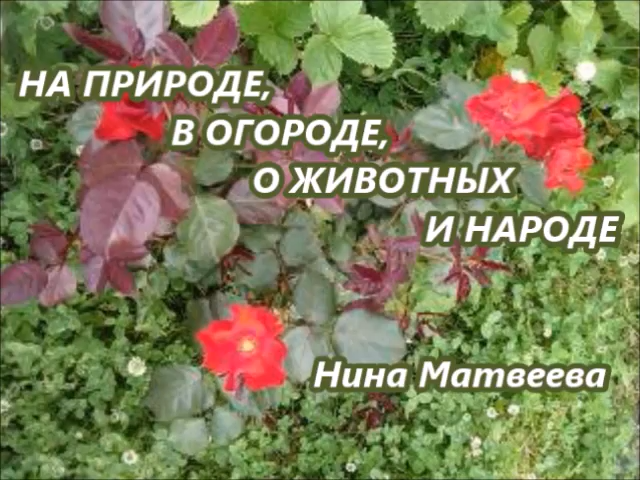 НА ПРИРОДЕ,
В ОГОРОДЕ,
О ЖИВОТНЫХ
И НАРОДЕ
Нина Матвеева